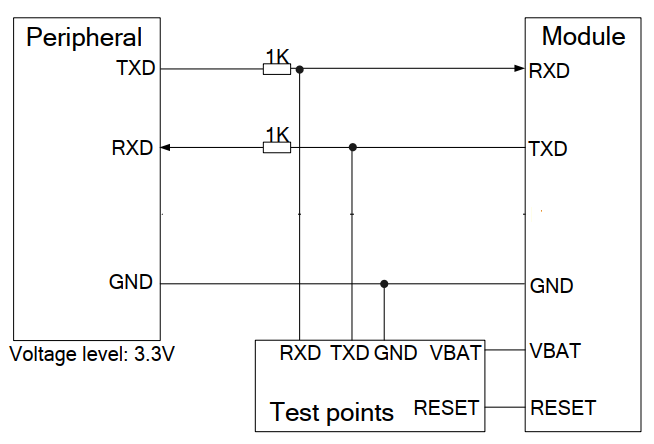 Peripheral
Module
1K
TXD
RXD
1K
RXD
TXD
GND
GND
Voltage level: 3.3V
RXD TXD GND VBAT
VBAT
Test points
RESET
RESET